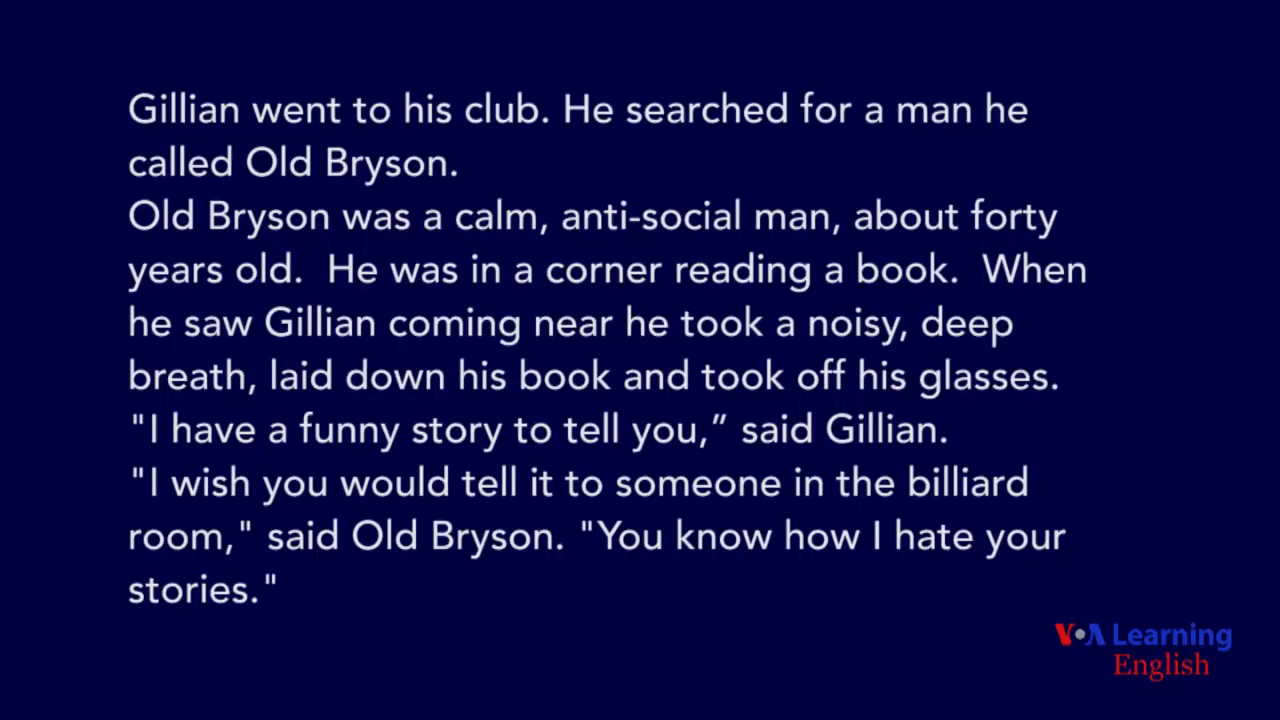 Gillian went to his club. He searched for a man he
called Old Bryson.
Old Bryson was a calm, anti-social man, about forty
years old.  He was in a corner reading a book.  When
he saw Gillian coming near he took a noisy, deep
breath, laid down his book and took off his glasses.
"I have a funny story to tell you,” said Gillian.
"I wish you would tell it to someone in the billiard
room," said Old Bryson. "You know how I hate your
stories."
VOA Learning
English